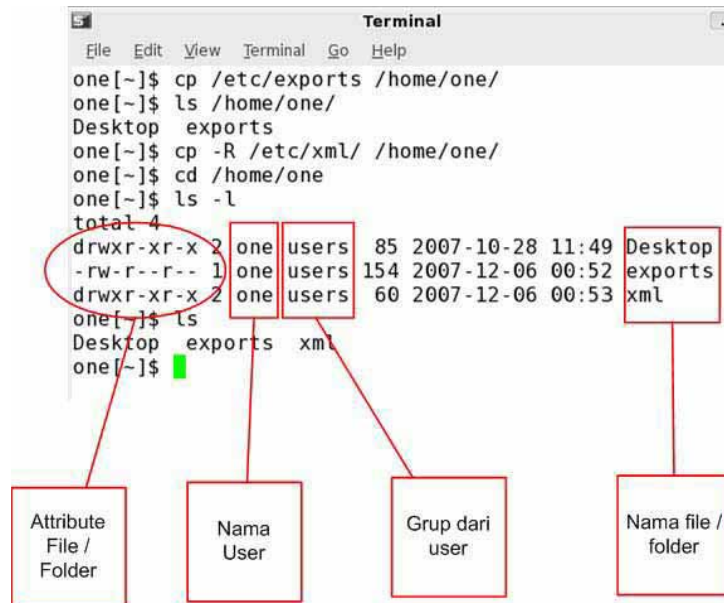 Terminal
File Edit View Terminal Go Help
one[~]$ cp /etc/exports /home/one/
one[~]$ ls /home/one/
Desktop exports
one[~]$ cp -R /etc/xml/ /home/one/
one[~]$ cd /home/one
one[~]$ ls -l
total 4
drwxr-xr-x 2 one users 85 2007-10-28 11:49 Desktop
-rw-r--r-- 1 one users 154 2007-12-06 00:52 exports
drwxr-xr-x 2 one users 60 2007-12-06 00:53 xml
one[~]$ ls
Desktop exports xml
one[~]$
Attribute
File /
Folder
Nama
User
Grup dari
user
Nama file /
folder